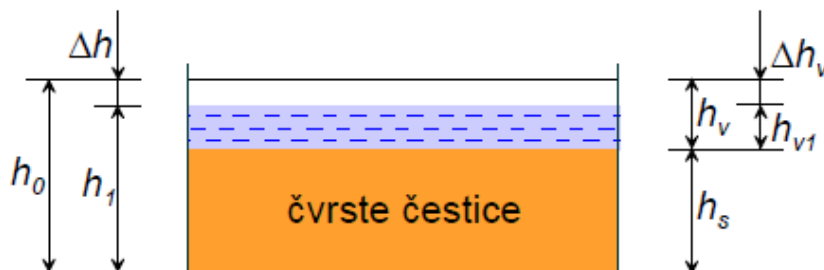 Δh
Δhv
hv
hv1
h0
h1
čvrste čestice
hs